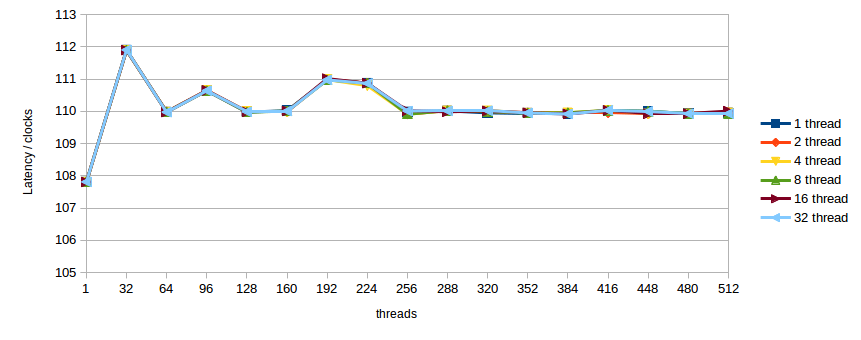 113
112
111
110
109
108
107
106
105
Latency / clocks
1 32 64 96 128 160 192 224 256 288 320 352 384 416 448 480 512
threads
1 thread
2 thread
4 thread
8 thread
16 thread
32 thread